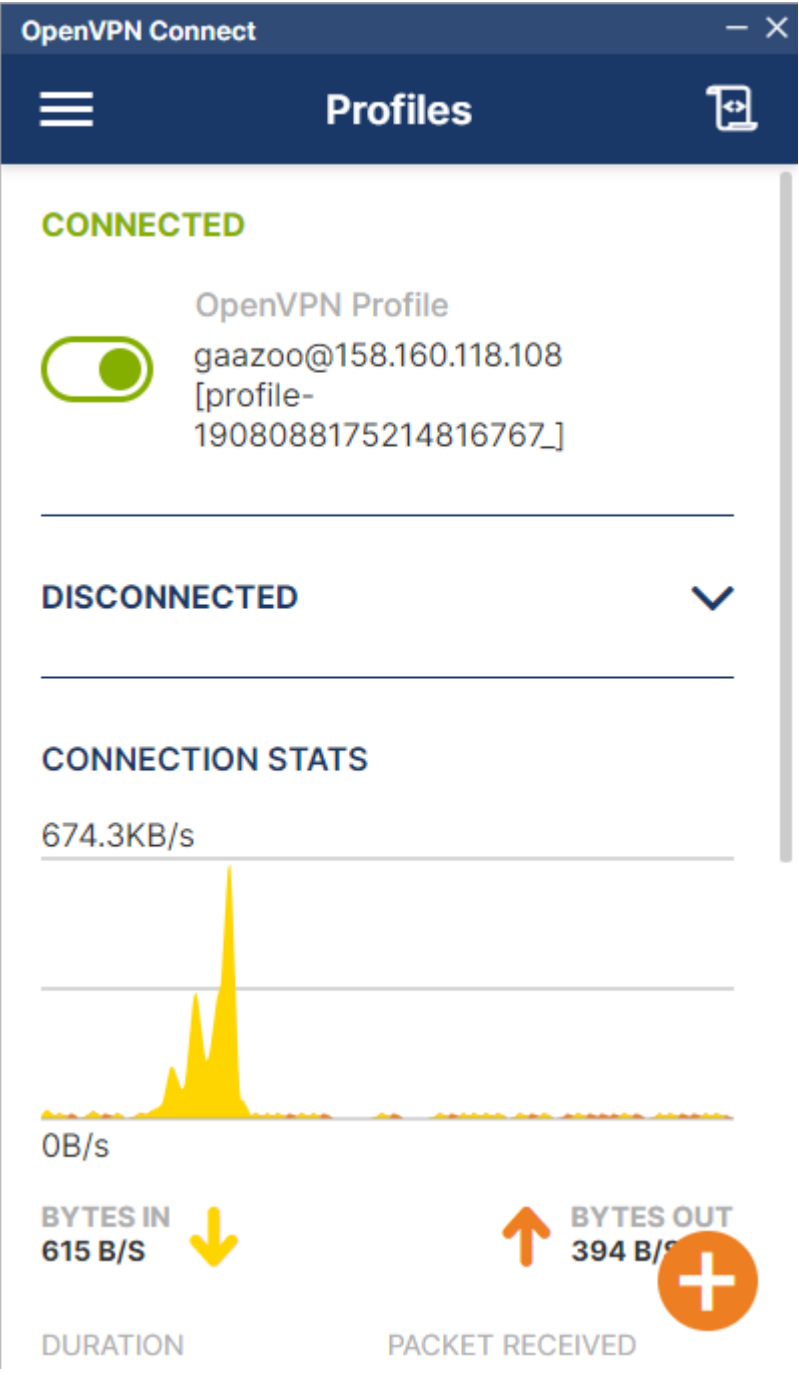 OpenVPN Connect
Profiles
CONNECTED
OpenVPN Profile
gaazoo@158.160.118.108
[profile-
1908088175214816767_]
DISCONNECTED
CONNECTION STATS
674.3KB/s
0B/s
BYTES IN
615 B/S
BYTES OUT
394 B/S
DURATION
PACKET RECEIVED